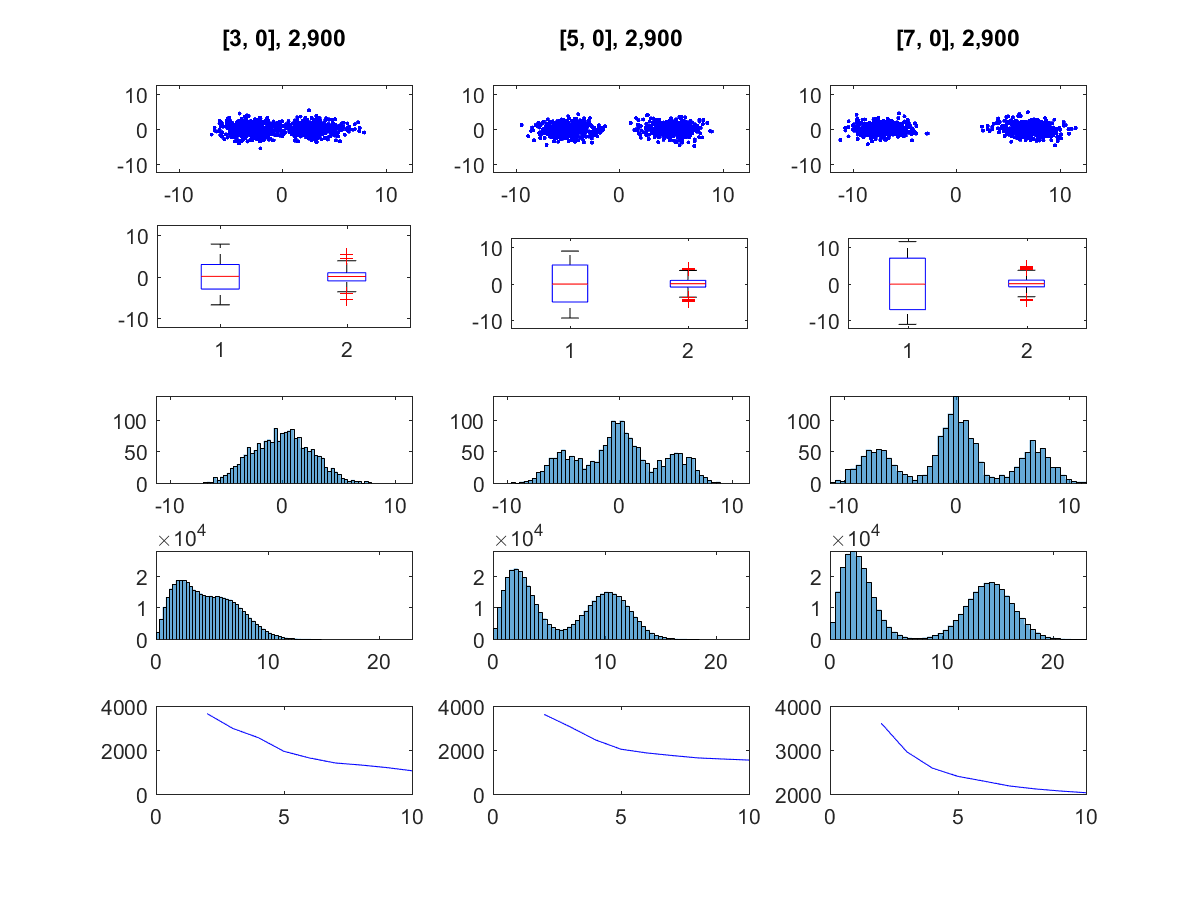 [3, 0], 2,900 [5, 0], 2,900 [7, 0], 2,900
10 10 10
0 0 0
-10 -10 -10
-10 0 10 -10 0 10 -10 0 10
10 10 10
0 0 0
-10 -10 -10
1 2 1 2 1 2
100 100 100
50 50 50
0 0 0
-10 0 10 -10 0 10 -10 0 10
×10^4 ×10^4 ×10^4
2 2 2
1 1 1
0 0 0
0 10 20 0 10 20 0 10 20
4000 4000 4000
2000 2000 3000
0 0 2000
0 5 10 0 5 10 0 5 10